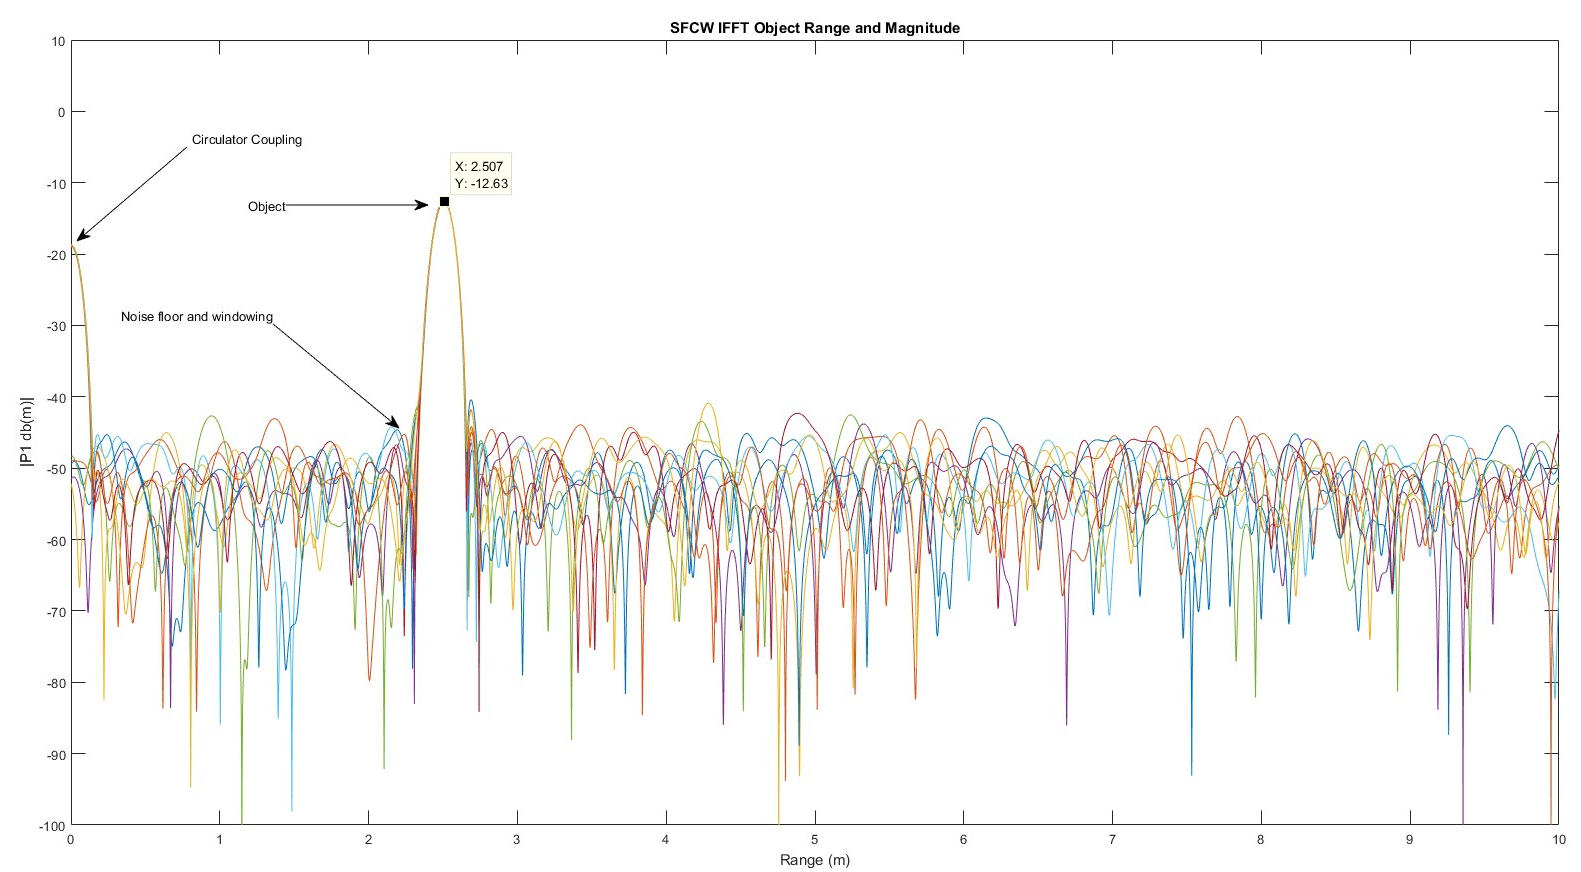 SFCW IFFT Object Range and Magnitude
10
0
-10
-20
-30
-40
-50
-60
-70
-80
-90
-100
|P1 db(m)|
Circulator Coupling
X: 2.507
Y: -12.63
Object
Noise floor and windowing
0 1 2 3 4 5 6 7 8 9 10
Range (m)